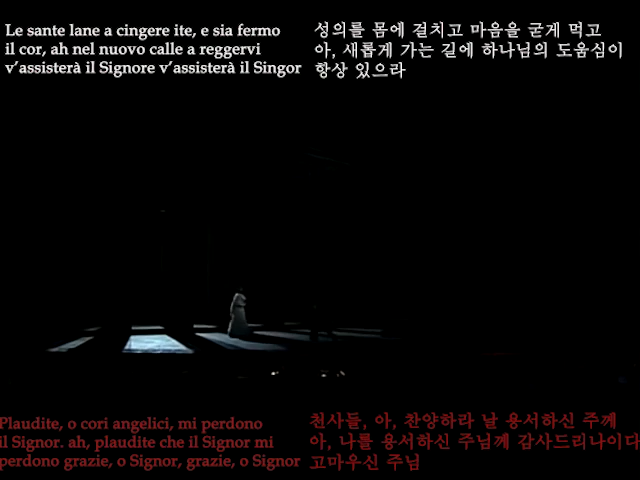 Le sante lane a cingere ite, e sia fermo
il cor, ah nel nuovo calle a reggervi
v'assisterà il Signore v'assisterà il Singor
성의를 몸에 걸치고 마음을 굳게 먹고
아, 새롭게 가는 길에 하나님의 도움심이
항상 있으라
Plaudite, o cori angelici, mi perdono
il Signor. ah, plaudite che il Signor mi
perdono grazie, o Signor, grazie, o Signor
천사들, 아, 찬양하라 날 용서하신 주께
아, 나를 용서하신 주님께 감사드리나이다
고마우신 주님